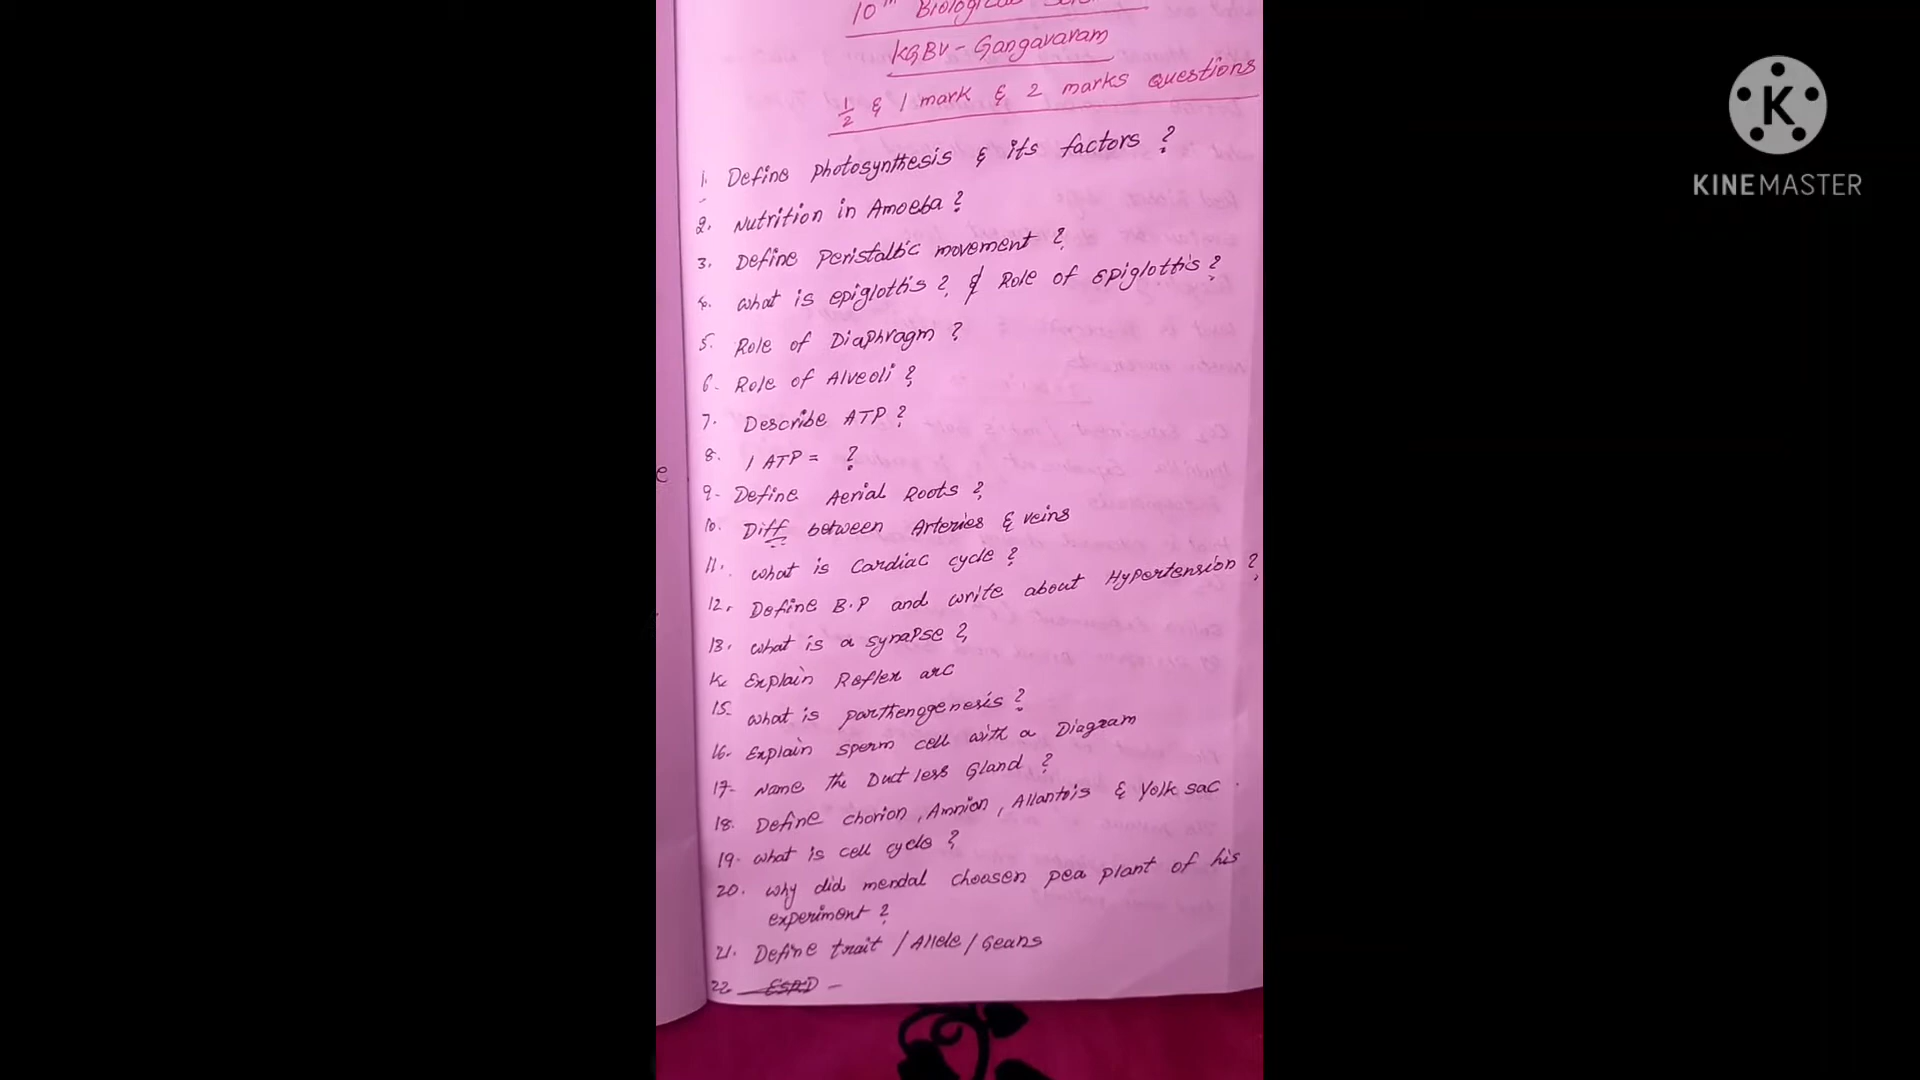 10th Biological
KGBV - Gangavaram
1/2 & 1 mark & 2 marks questions
1. Define photosynthesis & its factors ?
2. Nutrition in Amoeba ?
3. Define Peristaltic movement ?
4. what is epiglottis ? & Role of epiglottis ?
5. Role of Diaphragm ?
6- Role of Alveoli ?
7. Describe ATP ?
8. 1 ATP = ?
9- Define Aerial Roots ?
10. Diff between Arteries & veins
11. what is Cardiac cycle ?
12. Define B.P and write about Hypertension ?
13. what is a synapse ?
14. Explain Reflex arc
15- what is parthenogenesis ?
16- Explain sperm cell with a Diagram
17- Name the Duct less Gland ?
18. Define chorion, Amnion, Allantois & Yolk sac .
19. what is cell cycle ?
20. why did mendal choosen pea plant of his
experiment ?
21. Define trait / Allele / Geans
22
e
K
KINEMASTER